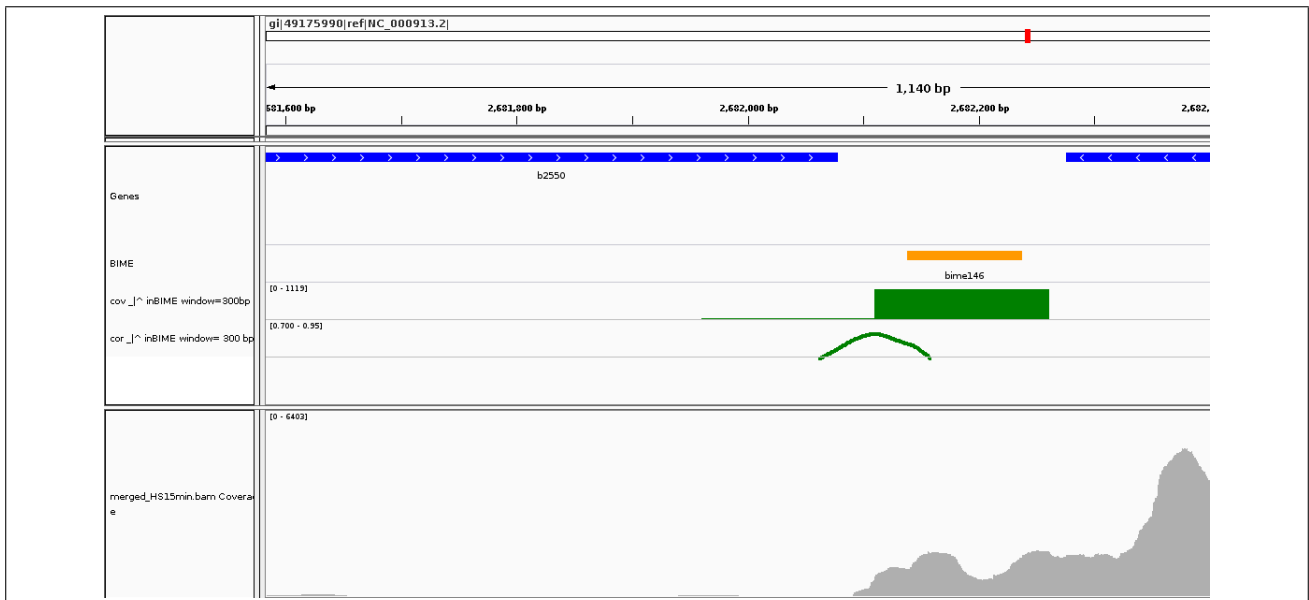 gi|49175990|ref|NC_000913.2|
1,140 bp
581,600 bp
2,681,800 bp
2,682,000 bp
2,682,200 bp
2,682,
b2550
Genes
BIME
bime146
[0 - 1119]
cov _|^ inBIME window=300bp
[0.700 - 0.95]
cor _|^ inBIME window= 300 bp
[0 - 6403]
merged_HS15min.bam Coverag
e